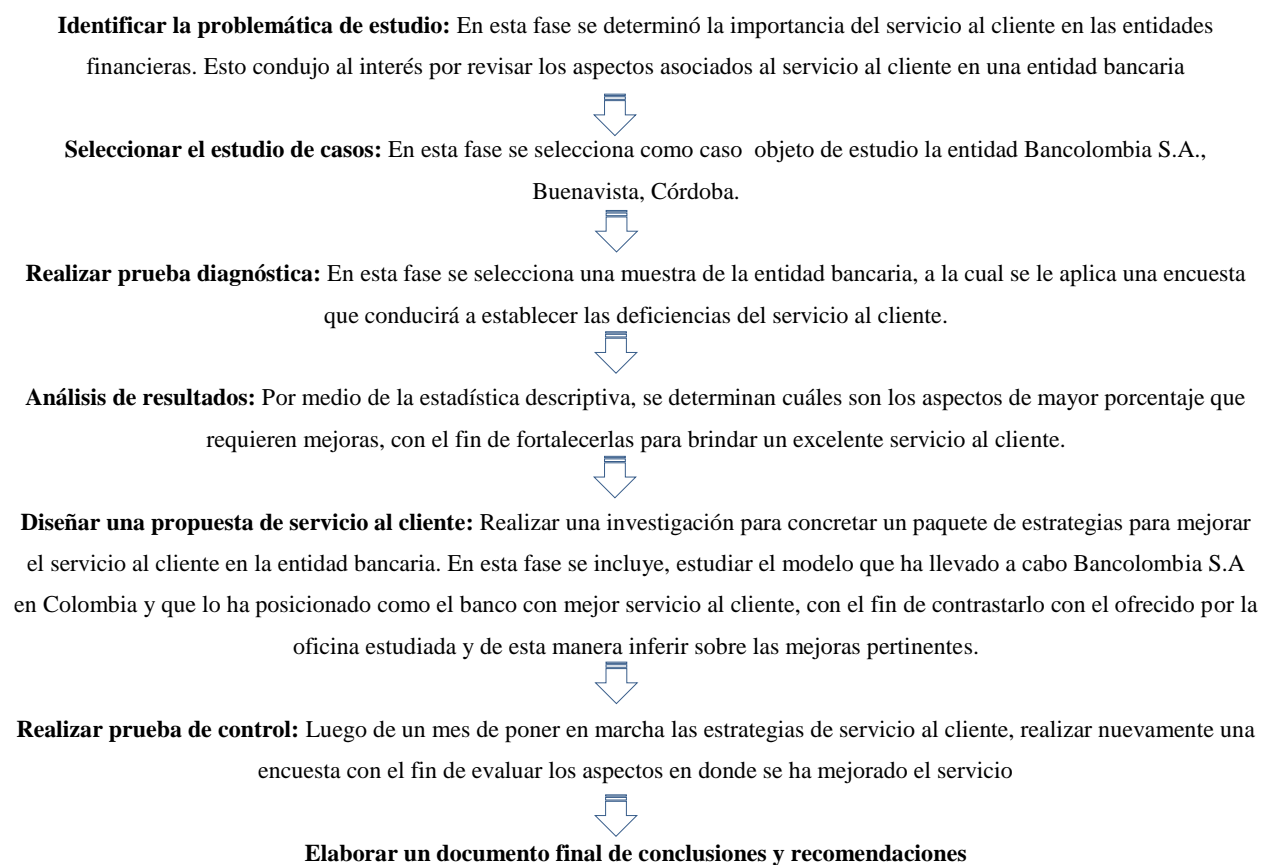 Identificar la problemática de estudio: En esta fase se determinó la importancia del servicio al cliente en las entidades
financieras. Esto condujo al interés por revisar los aspectos asociados al servicio al cliente en una entidad bancaria
Seleccionar el estudio de casos: En esta fase se selecciona como caso objeto de estudio la entidad Bancolombia S.A.,
Buenavista, Córdoba.
Realizar prueba diagnóstica: En esta fase se selecciona una muestra de la entidad bancaria, a la cual se le aplica una encuesta
que conducirá a establecer las deficiencias del servicio al cliente.
Análisis de resultados: Por medio de la estadística descriptiva, se determinan cuáles son los aspectos de mayor porcentaje que
requieren mejoras, con el fin de fortalecerlas para brindar un excelente servicio al cliente.
Diseñar una propuesta de servicio al cliente: Realizar una investigación para concretar un paquete de estrategias para mejorar
el servicio al cliente en la entidad bancaria. En esta fase se incluye, estudiar el modelo que ha llevado a cabo Bancolombia S.A
en Colombia y que lo ha posicionado como el banco con mejor servicio al cliente, con el fin de contrastarlo con el ofrecido por la
oficina estudiada y de esta manera inferir sobre las mejoras pertinentes.
Realizar prueba de control: Luego de un mes de poner en marcha las estrategias de servicio al cliente, realizar nuevamente una
encuesta con el fin de evaluar los aspectos en donde se ha mejorado el servicio
Elaborar un documento final de conclusiones y recomendaciones